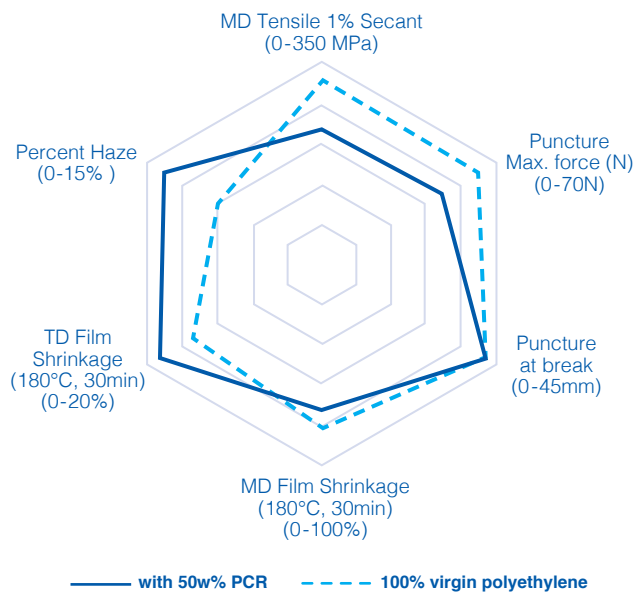 MD Tensile 1% Secant
(0-350 MPa)
Percent Haze
(0-15% )
Puncture
Max. force (N)
(0-70N)
TD Film
Shrinkage
(180°C, 30min)
(0-20%)
Puncture
at break
(0-45mm)
MD Film Shrinkage
(180°C, 30min)
(0-100%)
with 50w% PCR
100% virgin polyethylene